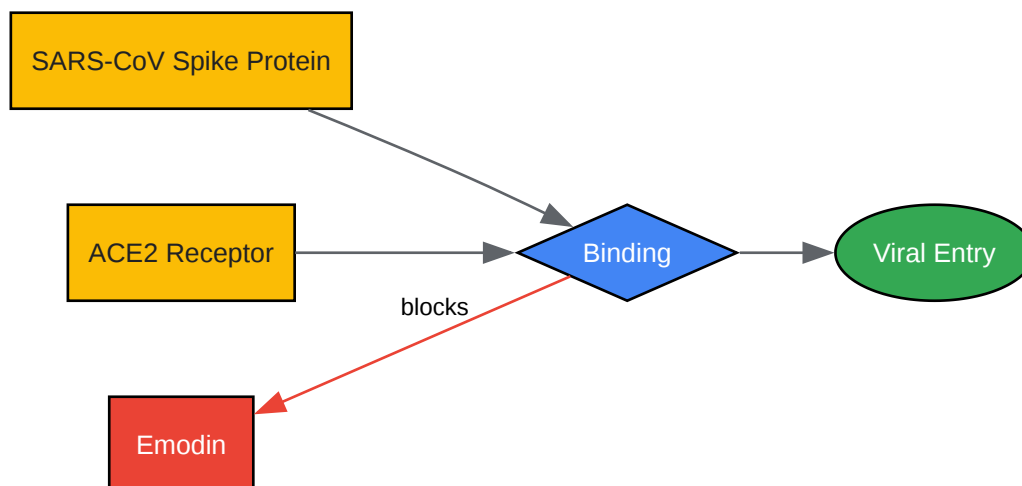 SARS-CoV Spike Protein
ACE2 Receptor
Binding
Viral Entry
blocks
Emodin